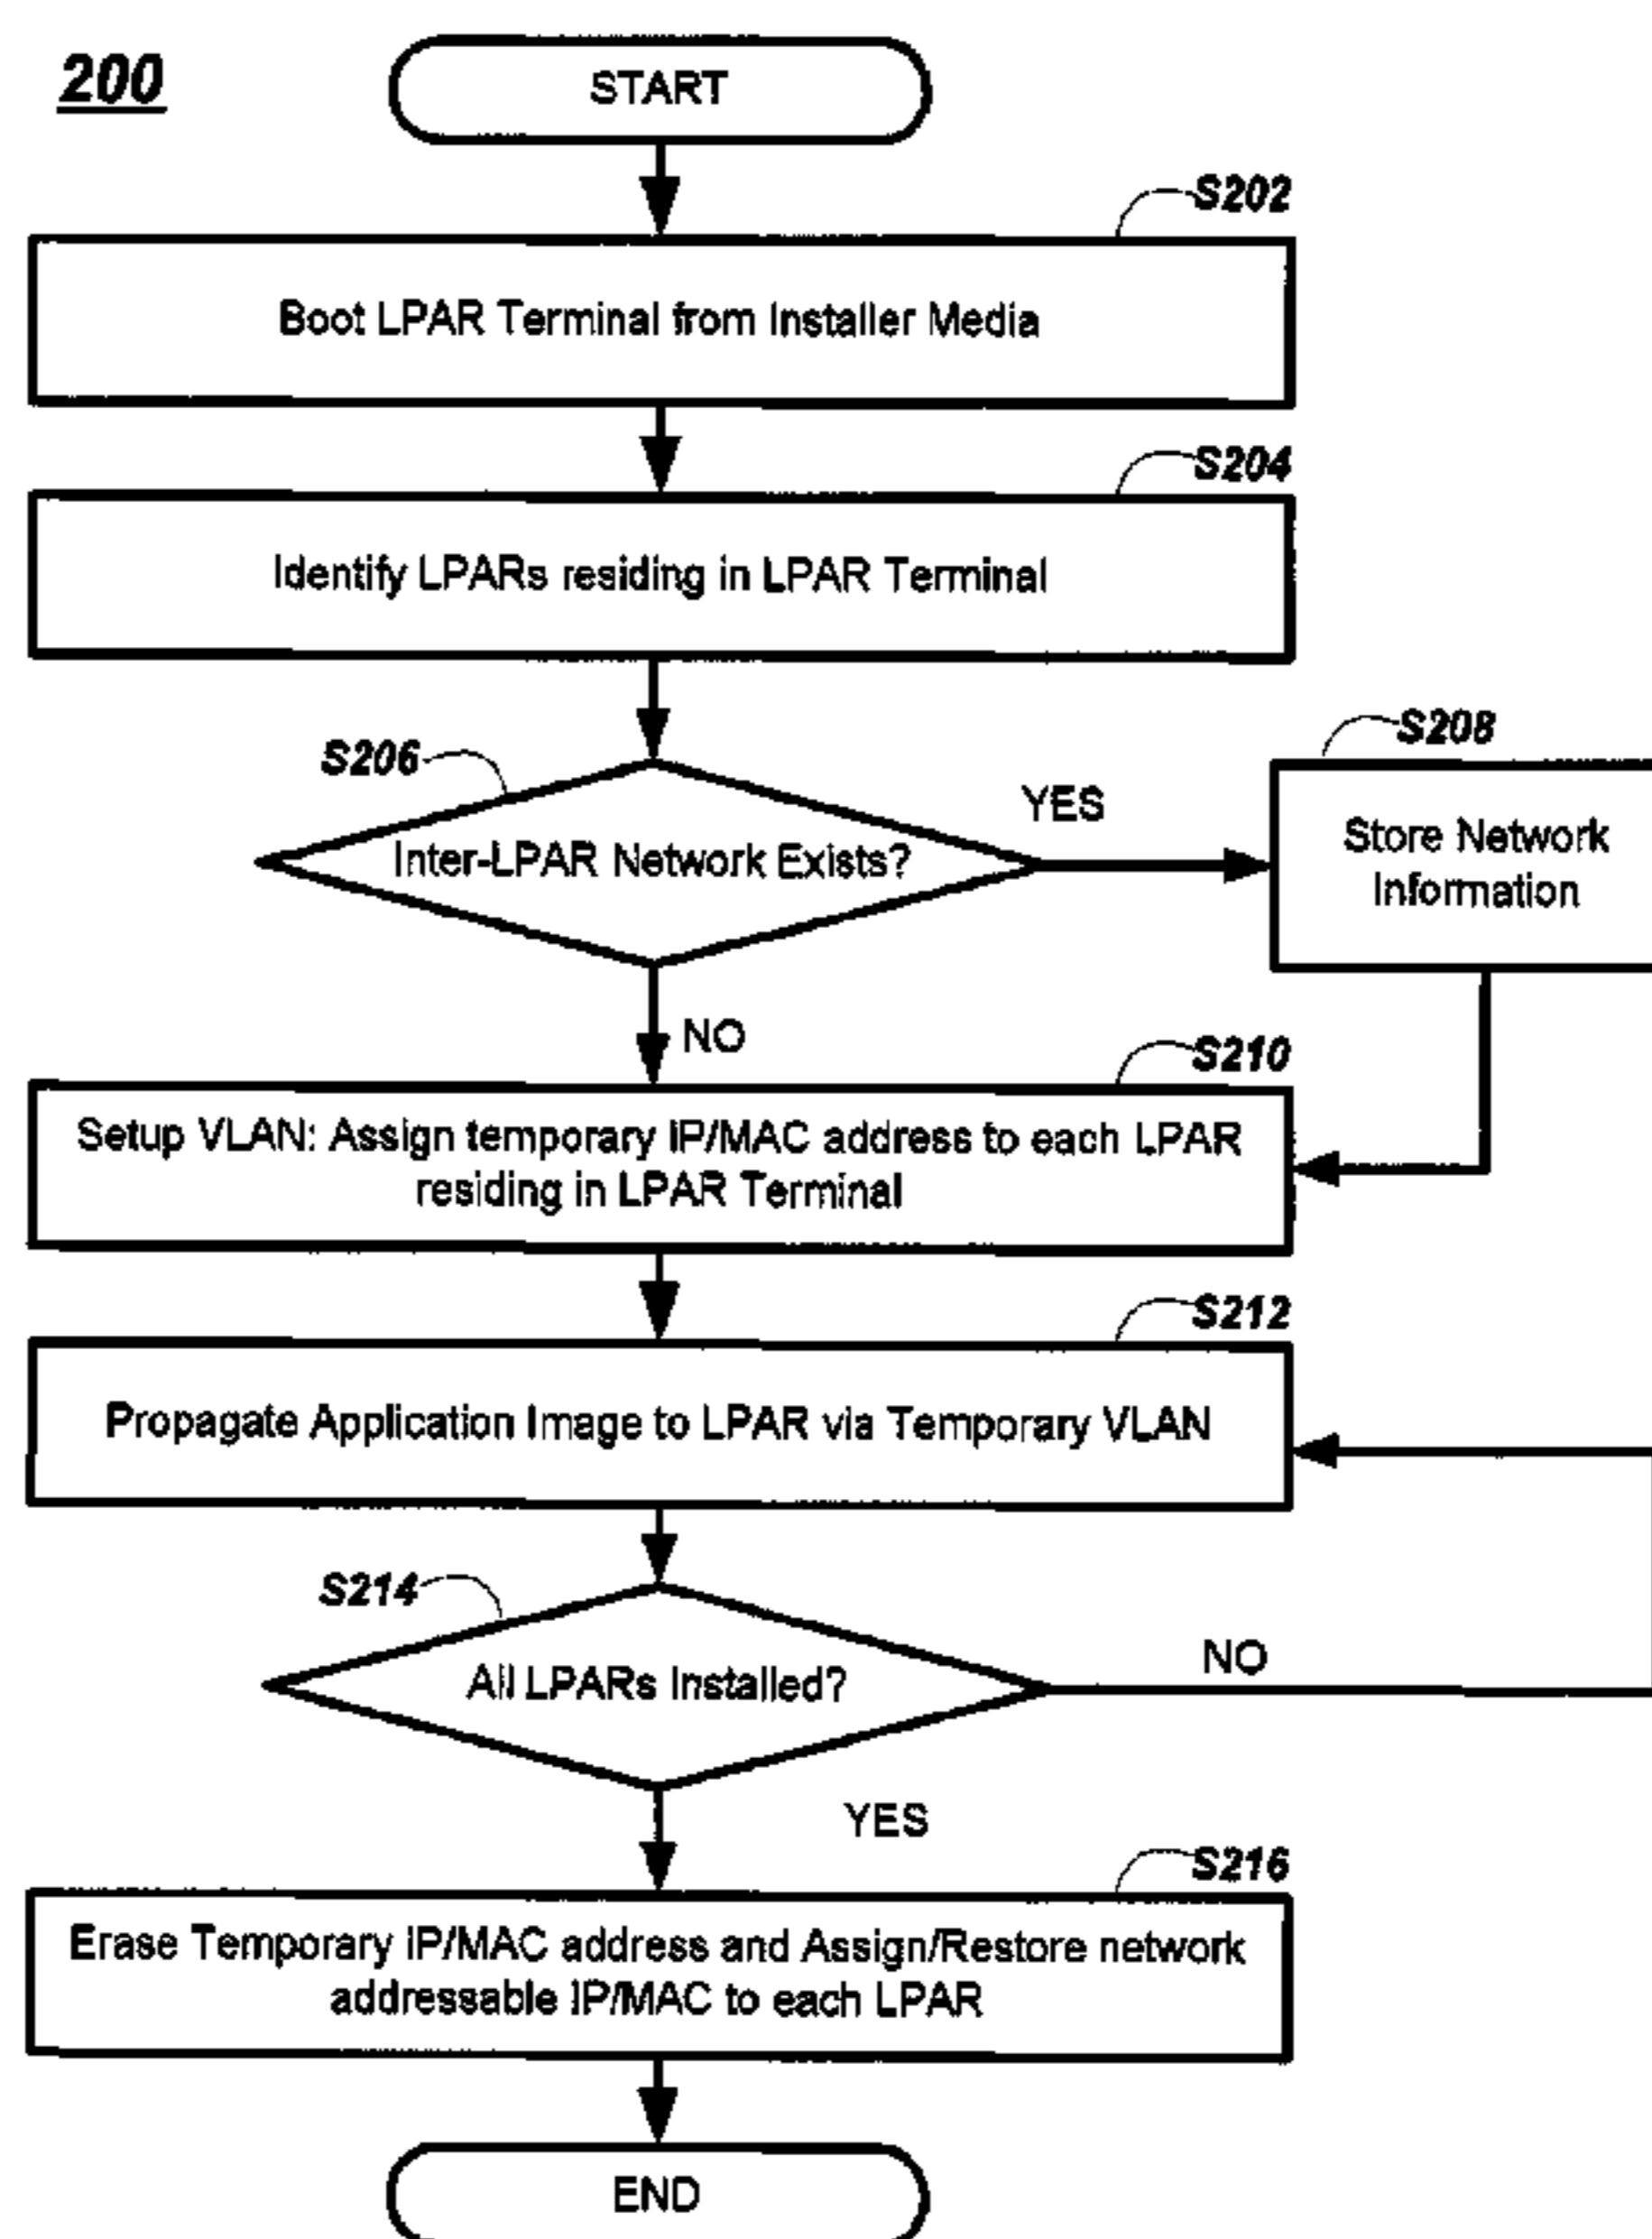 200
START
S202
Boot LPAR Terminal from Installer Media
S204
Identify LPARs residing in LPAR Terminal
S206
Inter-LPAR Network Exists?
YES
S208
Store Network
Information
NO
S210
Setup VLAN: Assign temporary IP/MAC address to each LPAR
residing in LPAR Terminal
S212
Propagate Application Image to LPAR via Temporary VLAN
S214
All LPARs Installed?
NO
YES
S216
Erase Temporary IP/MAC address and Assign/Restore network
addressable IP/MAC to each LPAR
END